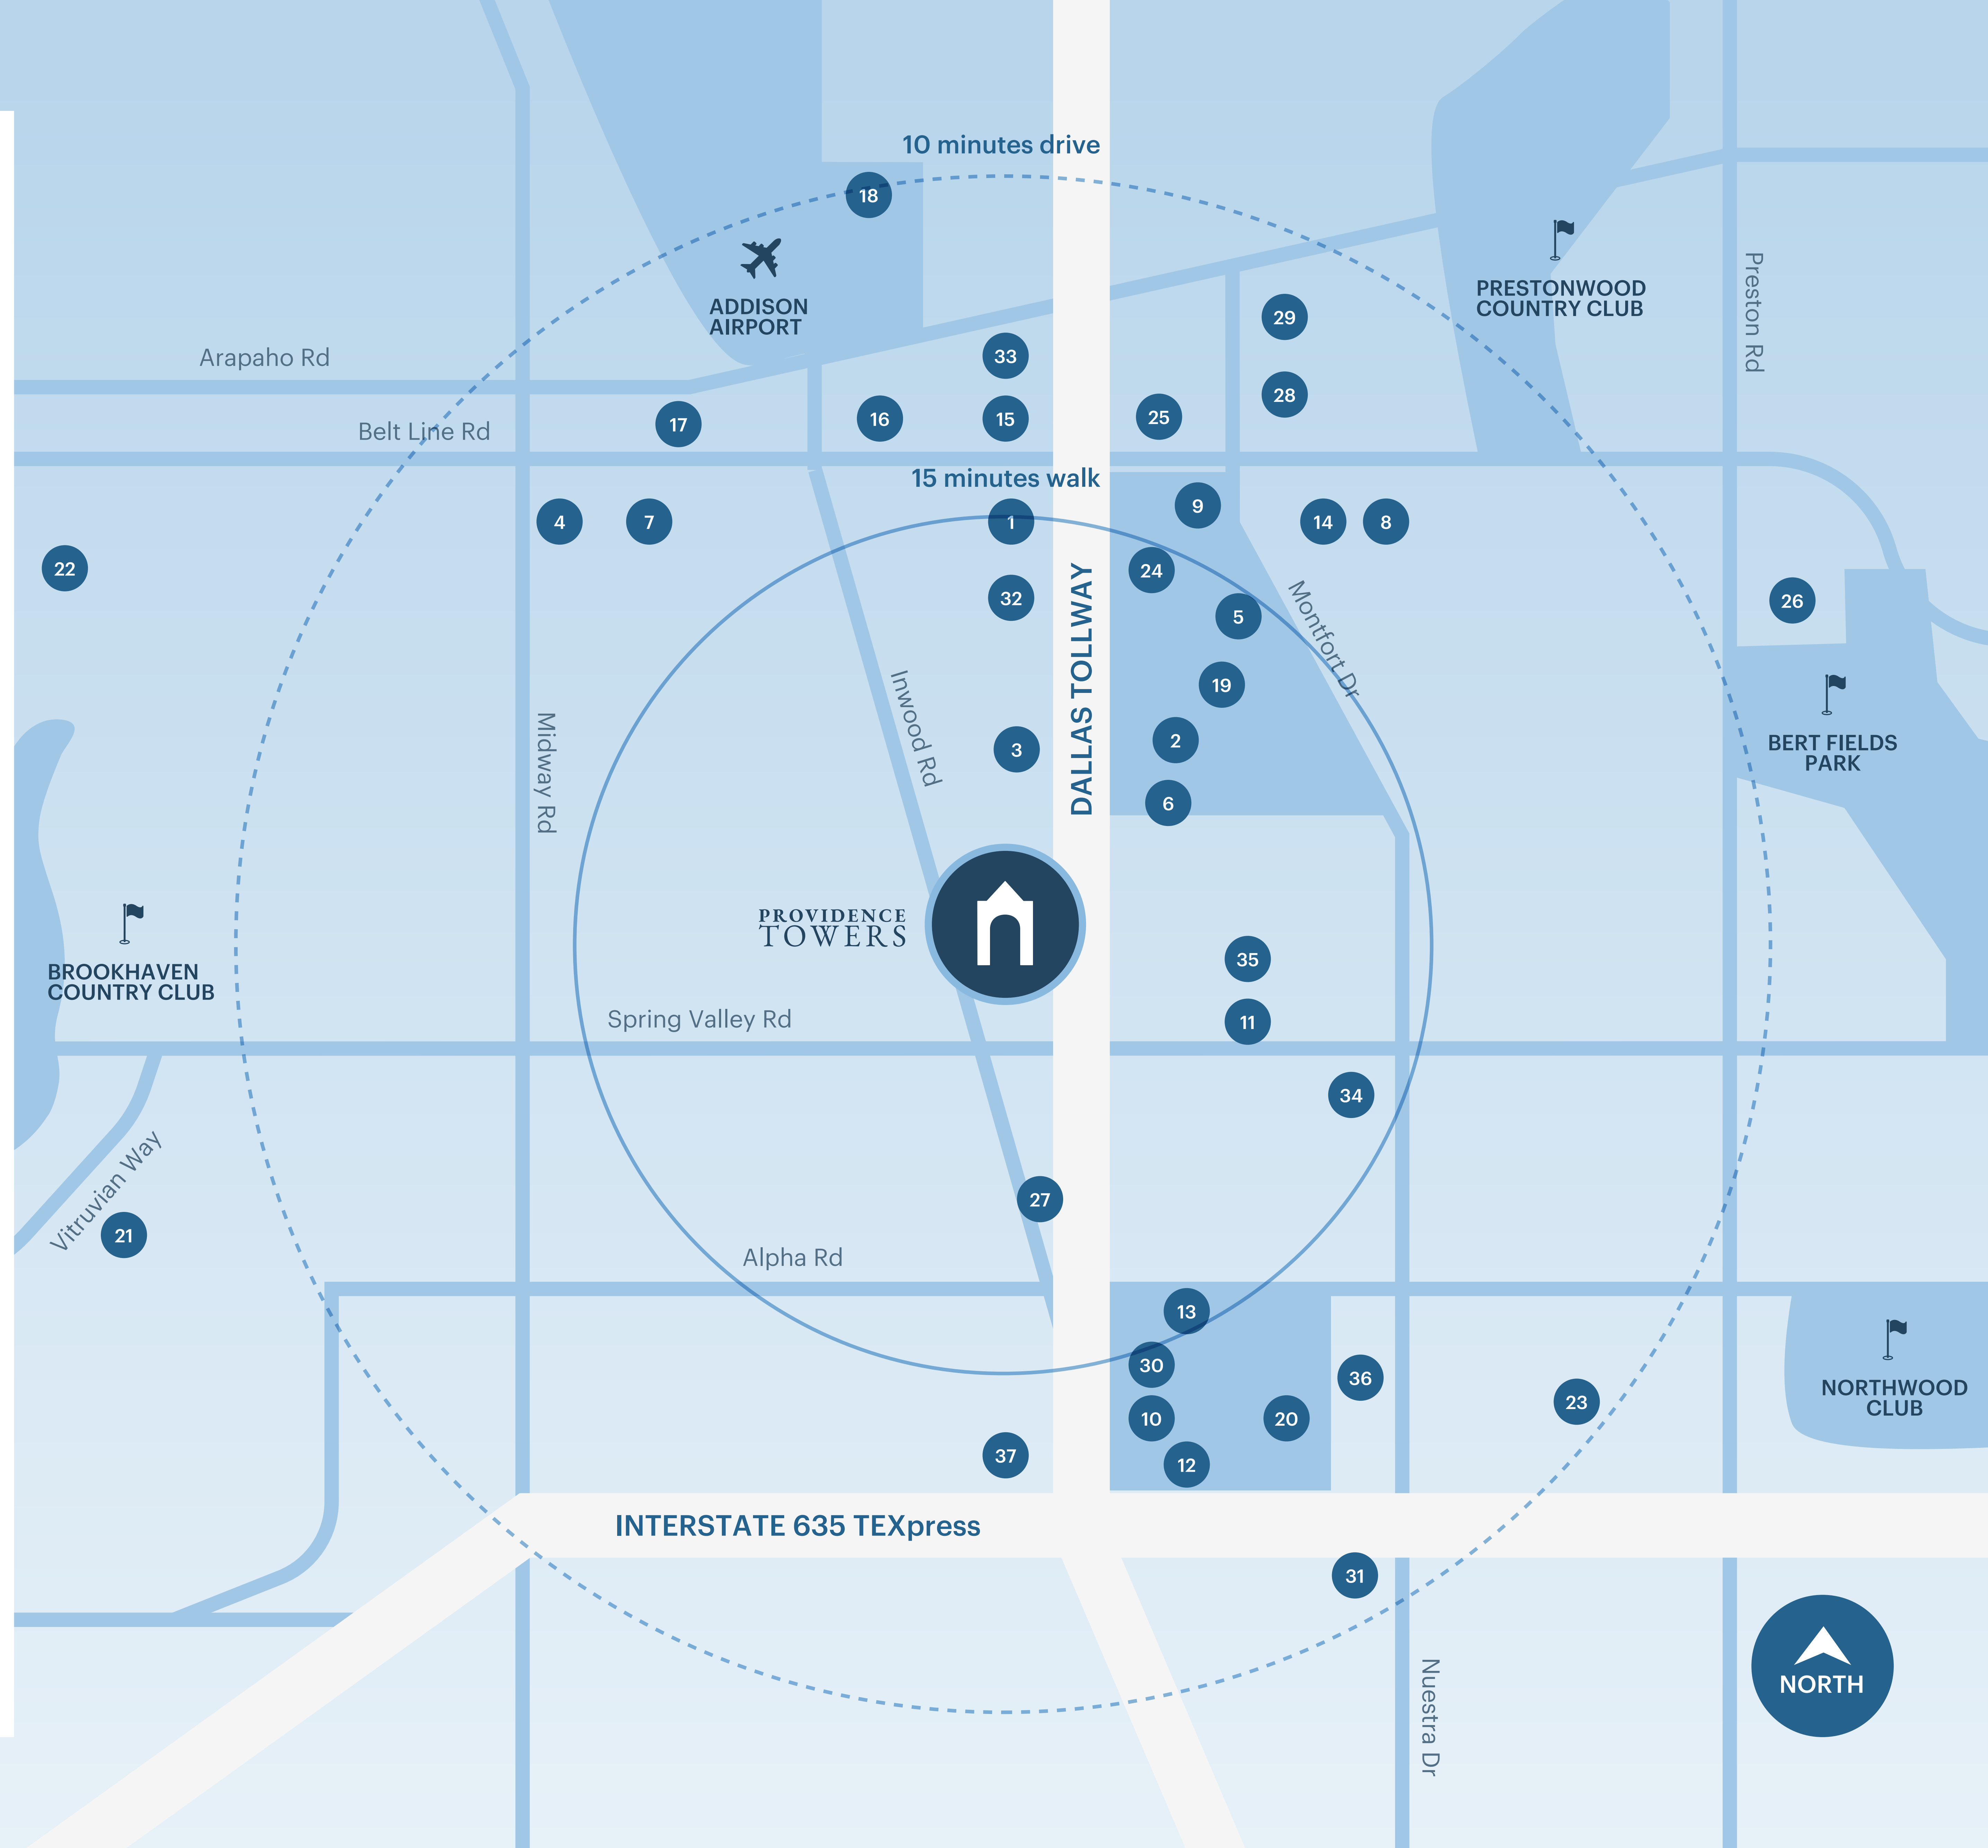 10 minutes drive
18
ADDISON
AIRPORT
PRESTONWOOD
COUNTRY CLUB
Preston Rd
29
33
Arapaho Rd
28
17
16
15
25
Belt Line Rd
15 minutes walk
4
7
1
9
14
8
22
24
32
26
5
Montfort Dr
DALLAS TOLLWAY
19
Inwood Rd
2
3
BERT FIELDS
PARK
Midway Rd
6
PROVIDENCE
TOWERS
35
BROOKHAVEN
COUNTRY CLUB
Spring Valley Rd
11
34
Vitruvian Way
27
21
Alpha Rd
13
30
36
NORTHWOOD
CLUB
23
10
20
37
12
INTERSTATE 635 TEXpress
31
NORTH
Nuestra Dr